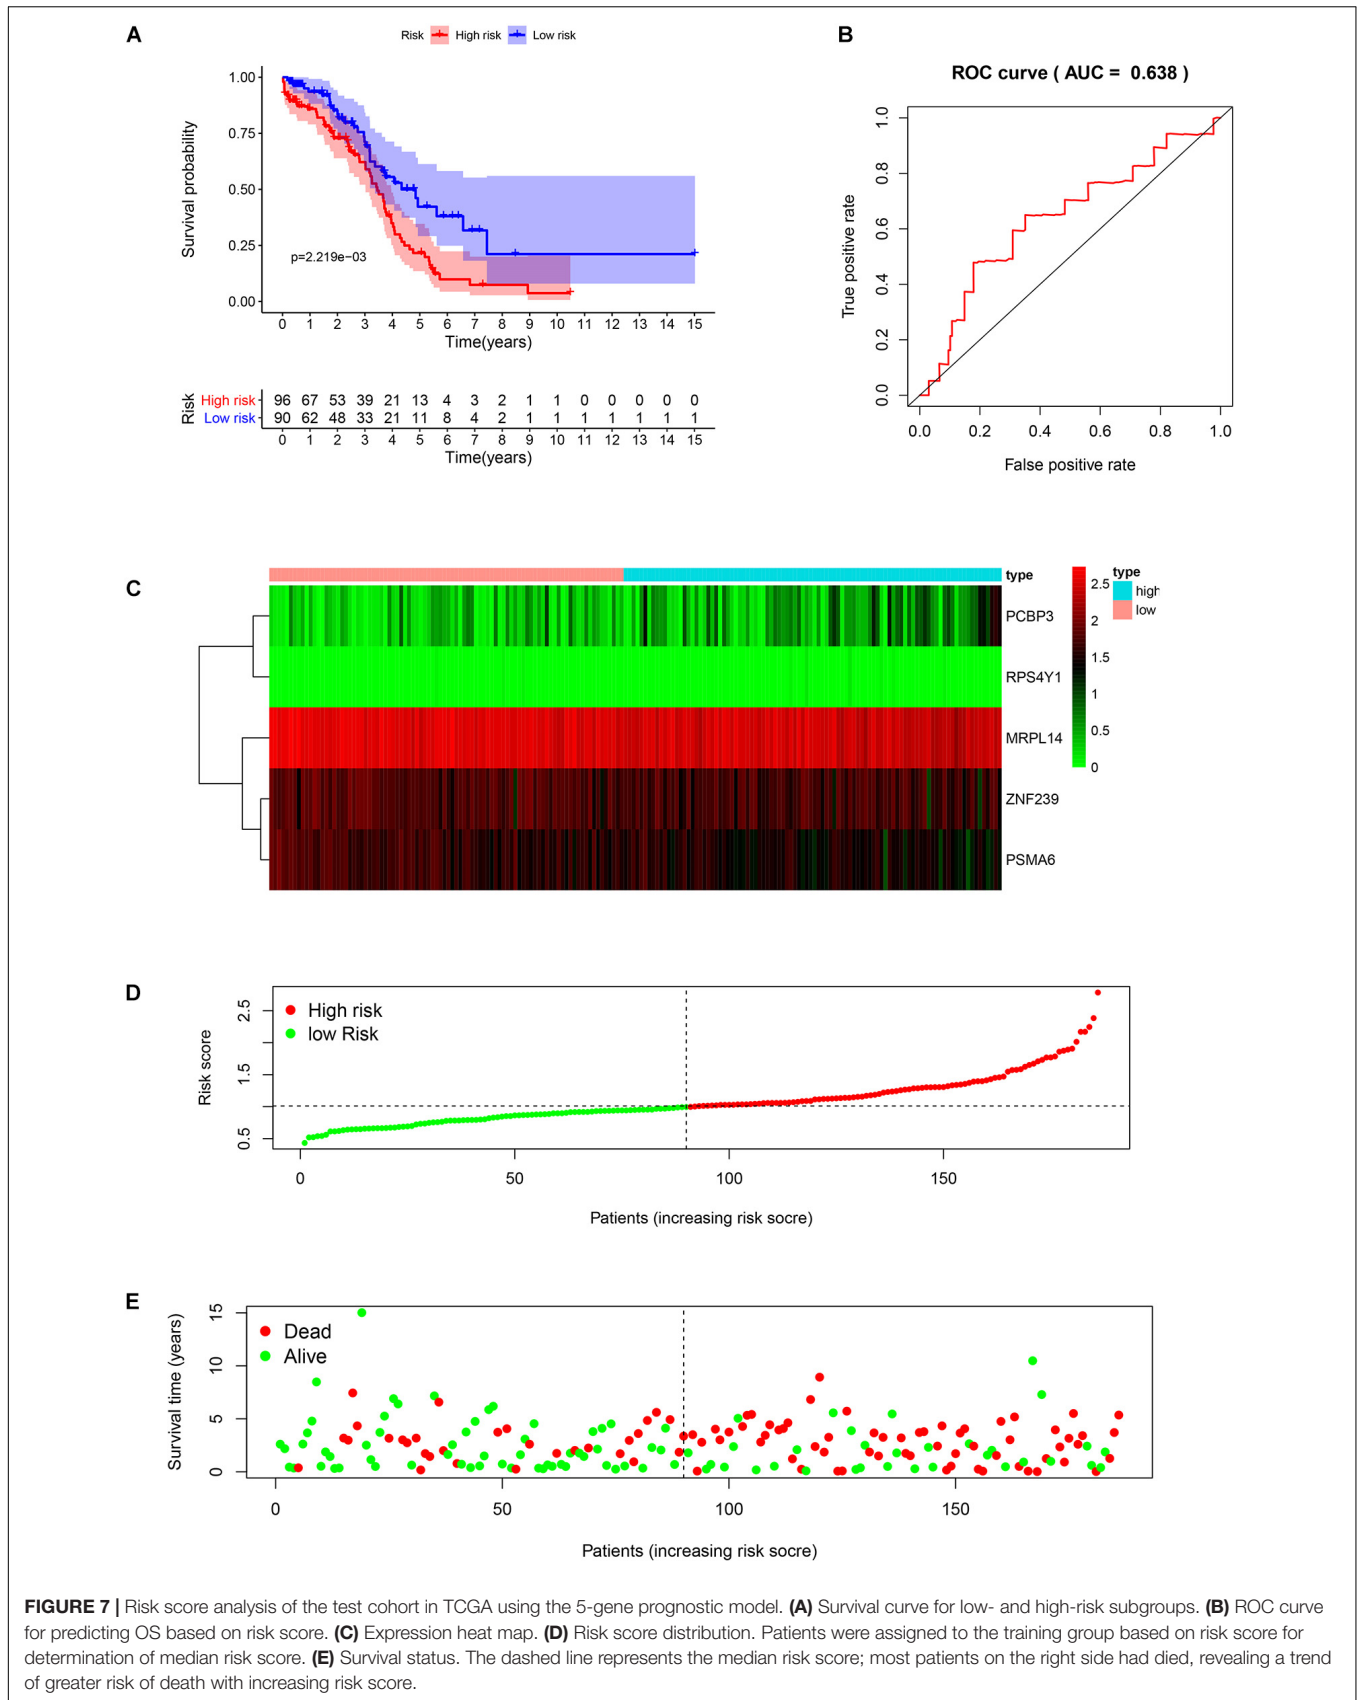 A
Risk High risk Low risk
Survival probability
1.00
0.75
0.50
0.25
0.00
p=2.219e−03
0 1 2 3 4 5 6 7 8 9 10 11 12 13 14 15
Time(years)
Risk
High risk 96 67 53 39 21 13 4 3 2 1 1 0 0 0 0 0
Low risk 90 62 48 33 21 11 8 4 2 1 1 1 1 1 1 1
0 1 2 3 4 5 6 7 8 9 10 11 12 13 14 15
Time(years)
B
ROC curve ( AUC = 0.638 )
True positive rate
1.0
0.8
0.6
0.4
0.2
0.0
0.0 0.2 0.4 0.6 0.8 1.0
False positive rate
C
type
PCBP3
RPS4Y1
MRPL14
ZNF239
PSMA6
2.5
2
1.5
1
0.5
0
type
high
low
D
High risk
low Risk
Risk score
2.5
1.5
0.5
0 50 100 150
Patients (increasing risk socre)
E
Dead
Alive
Survival time (years)
15
10
5
0
0 50 100 150
Patients (increasing risk socre)
FIGURE 7 | Risk score analysis of the test cohort in TCGA using the 5-gene prognostic model. (A) Survival curve for low- and high-risk subgroups. (B) ROC curve
for predicting OS based on risk score. (C) Expression heat map. (D) Risk score distribution. Patients were assigned to the training group based on risk score for
determination of median risk score. (E) Survival status. The dashed line represents the median risk score; most patients on the right side had died, revealing a trend
of greater risk of death with increasing risk score.